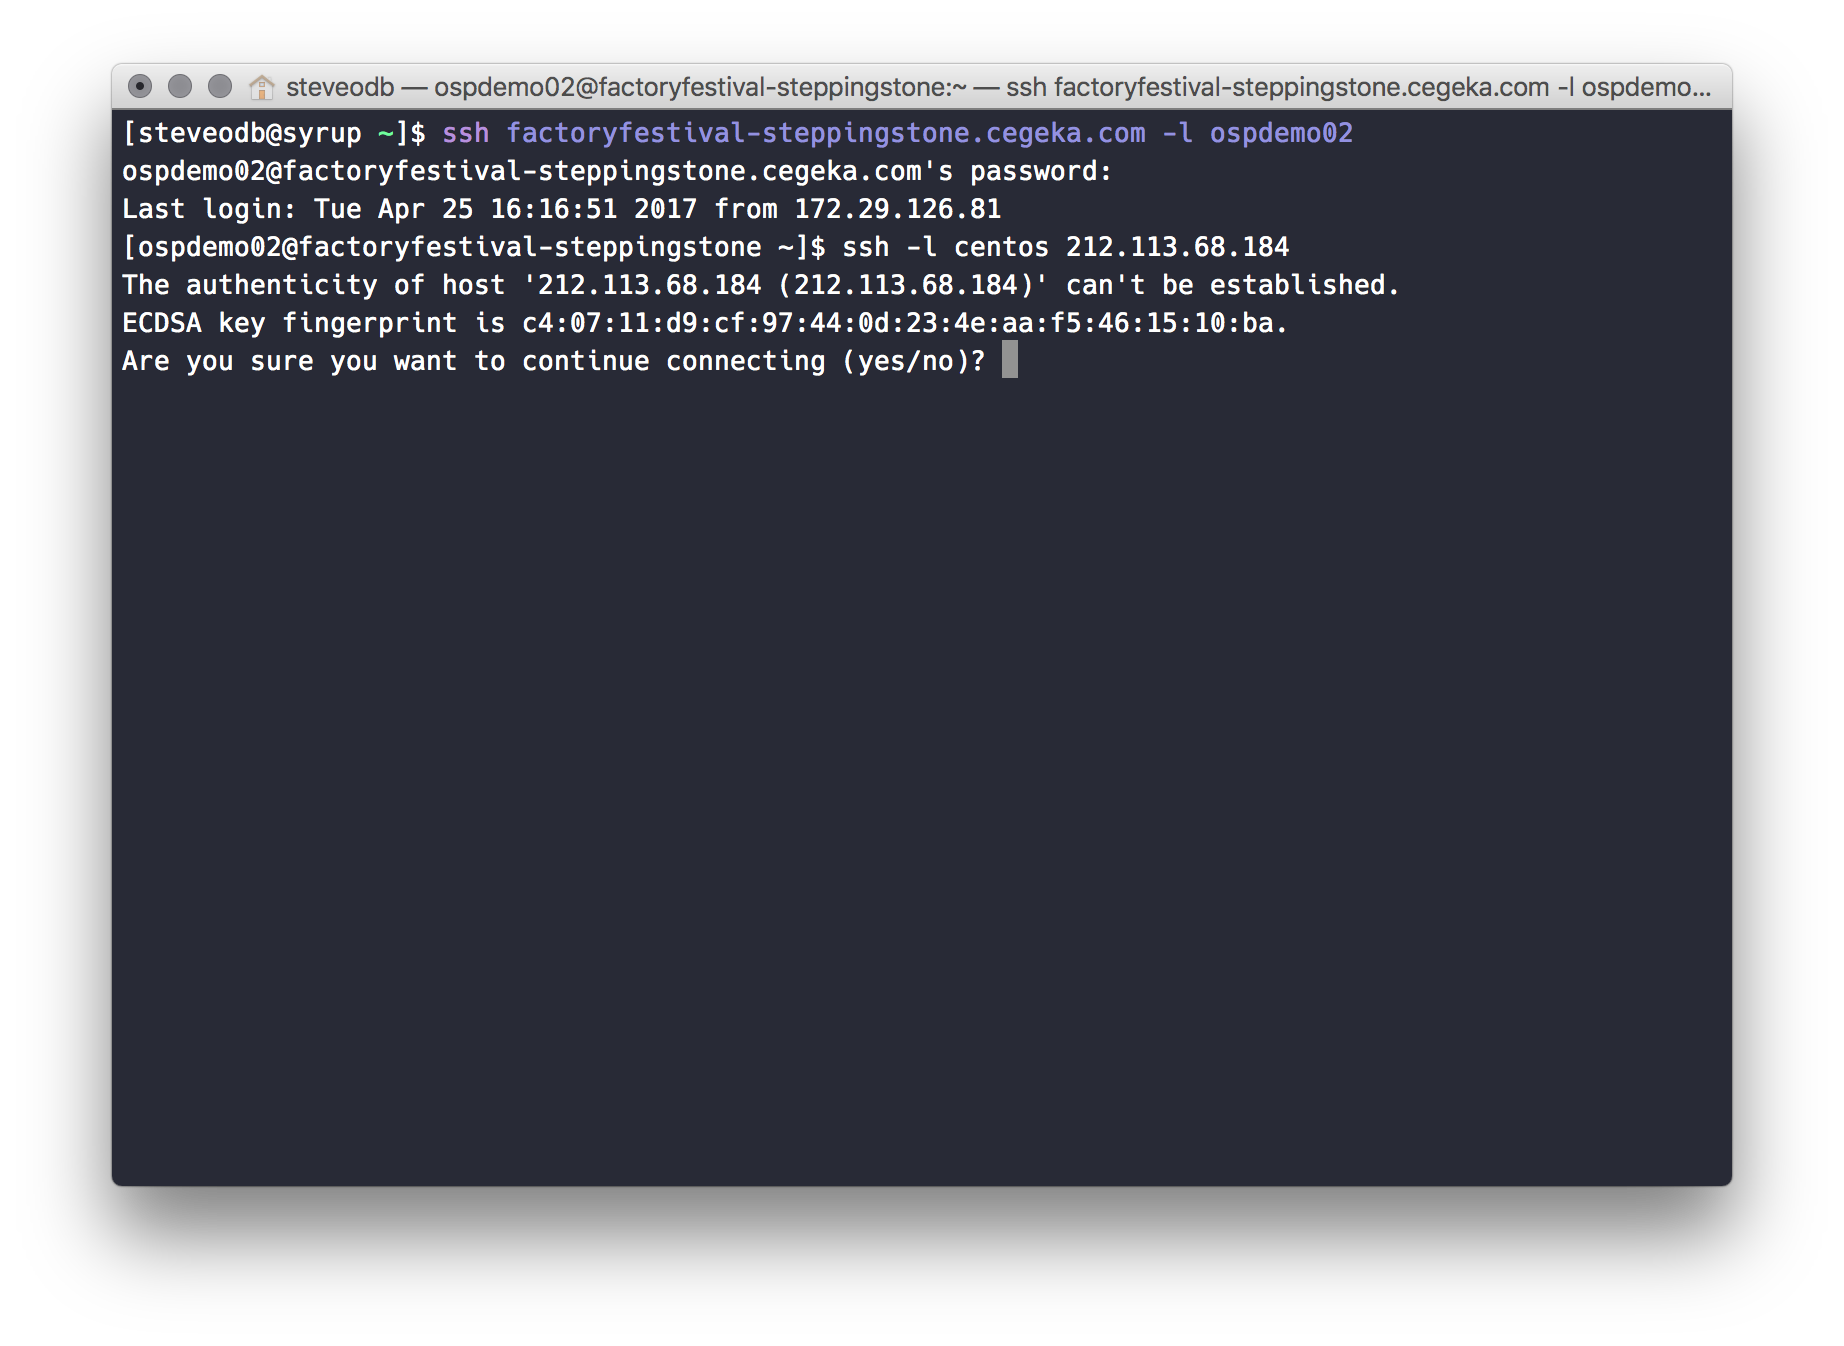 steveodb — ospdemo02@factoryfestival-steppingstone:~ — ssh factoryfestival-steppingstone.cegeka.com -l ospdemo...
[steveodb@syrup ~]$ ssh factoryfestival-steppingstone.cegeka.com -l ospdemo02
ospdemo02@factoryfestival-steppingstone.cegeka.com's password:
Last login: Tue Apr 25 16:16:51 2017 from 172.29.126.81
[ospdemo02@factoryfestival-steppingstone ~]$ ssh -l centos 212.113.68.184
The authenticity of host '212.113.68.184 (212.113.68.184)' can't be established.
ECDSA key fingerprint is c4:07:11:d9:cf:97:44:0d:23:4e:aa:f5:46:15:10:ba.
Are you sure you want to continue connecting (yes/no)?